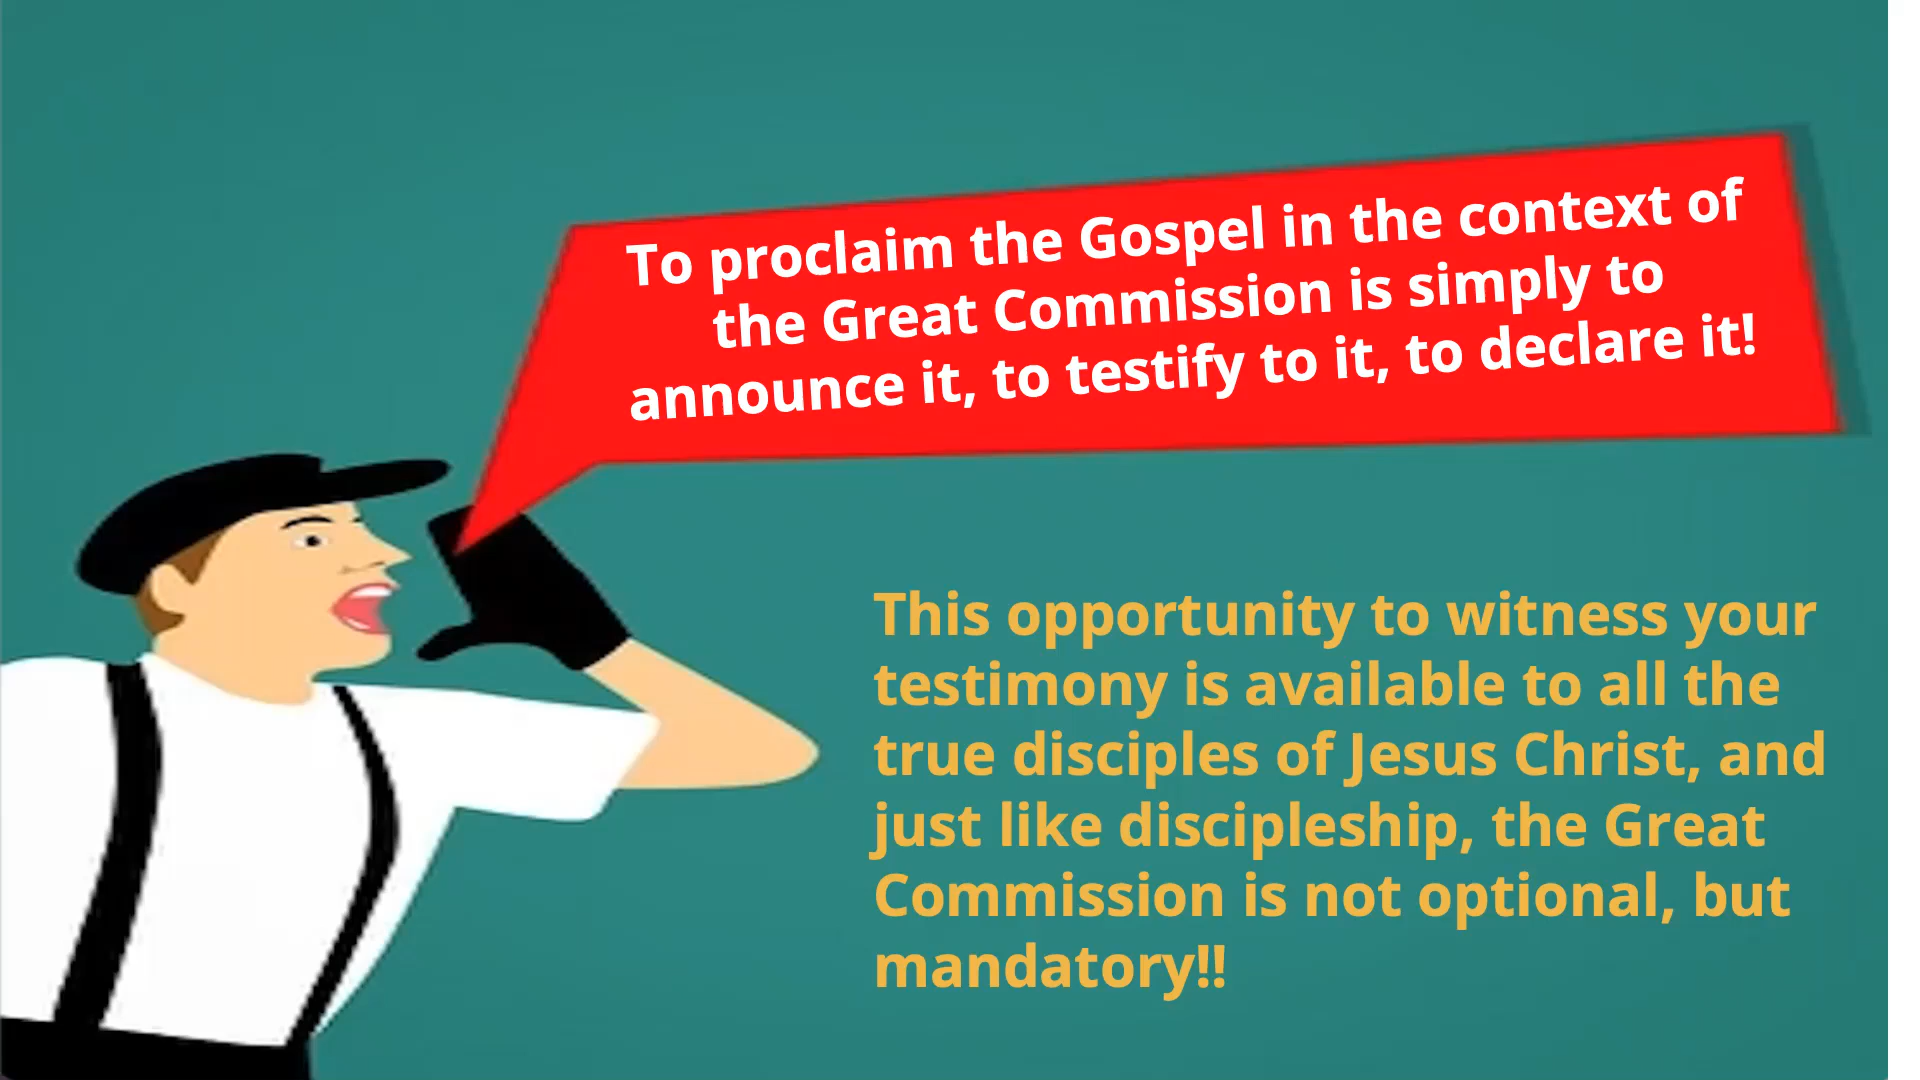 To proclaim the Gospel in the context of
the Great Commission is simply to
announce it, to testify to it, to declare it!
This opportunity to witness your
testimony is available to all the
true disciples of Jesus Christ, and
just like discipleship, the Great
Commission is not optional, but
mandatory!!